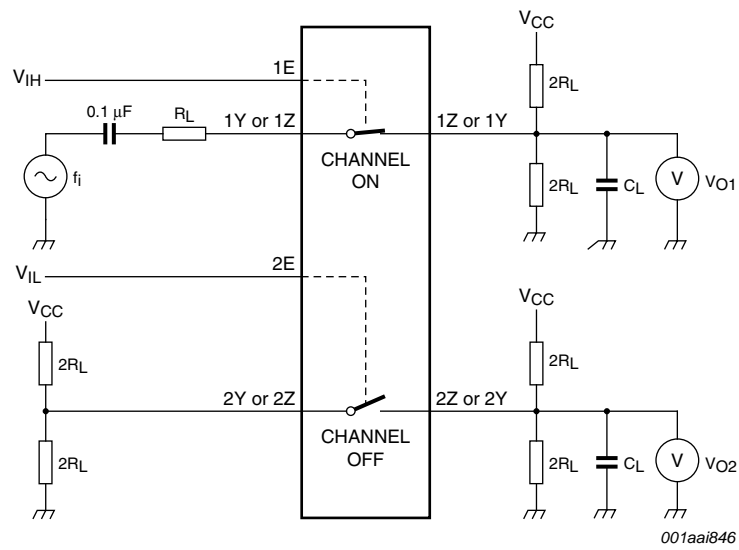 VCC
1E
VIH
2RL
0.1 μF
RL
1Y or 1Z
1Z or 1Y
CHANNEL
ON
fi
2RL
CL
V
VO1
2E
VIL
VCC
VCC
2RL
2RL
2Y or 2Z
2Z or 2Y
CHANNEL
OFF
2RL
2RL
CL
V
VO2
001aai846